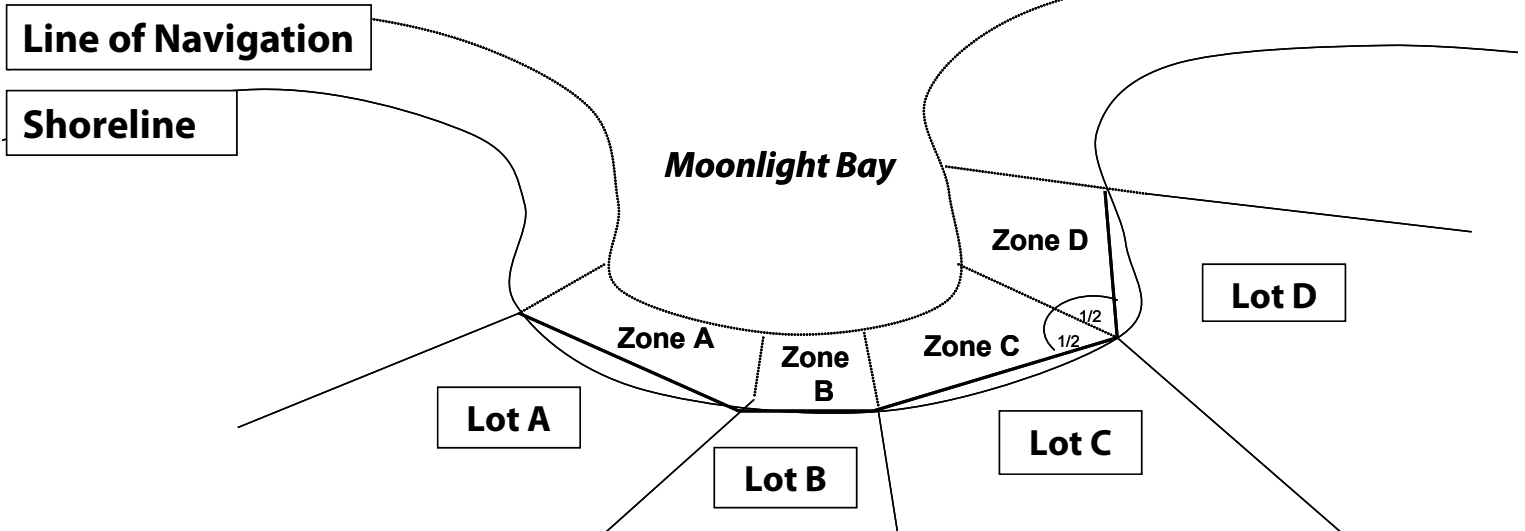 Line of Navigation
Shoreline
Moonlight Bay
Zone D
Lot D
1/2
1/2
Zone A
Zone
B
Zone C
Lot A
Lot B
Lot C